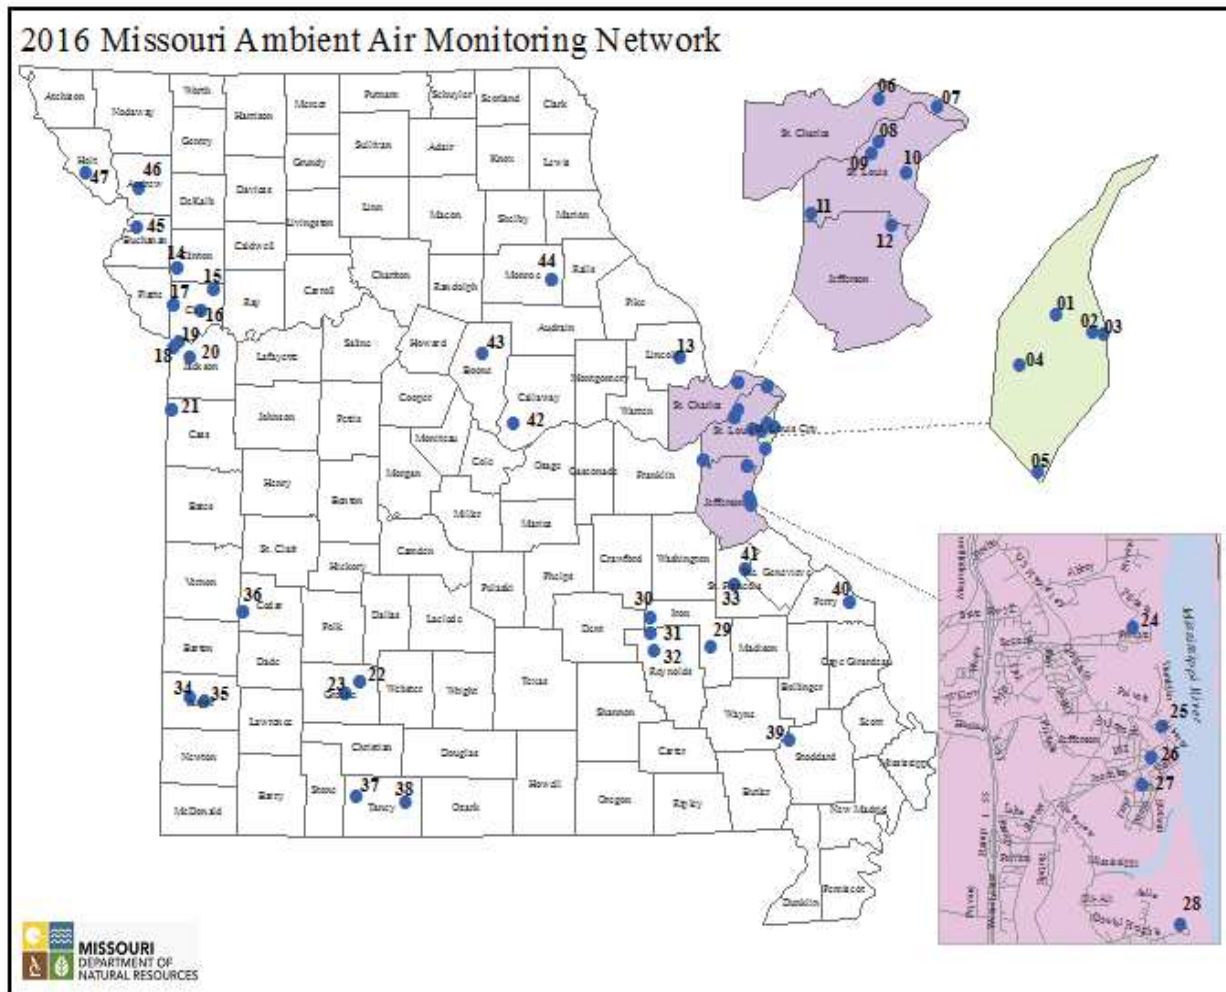 2016 Missouri Ambient Air Monitoring Network
Atchison
Nodaway
Worth
Harrison
Mercer
Putnam
Schuyler
Scotland
Clark
Gentry
Sullivan
Adair
Knox
Lewis
Holt
47
46
Andrew
DeKalb
Daviess
Grundy
Livingston
Linn
Macon
Shelby
Marion
45
Buchanan
14
Clinton
Caldwell
44
Monroe
Ralls
Platte
17
15
Clay
16
Ray
Carroll
Chariton
Randolph
Pike
Audrain
18
19
20
Jackson
Lafayette
Saline
Howard
43
Boone
Lincoln
13
Montgomery
Callaway
Warren
42
Cooper
21
Cass
Johnson
Pettis
Moniteau
Cole
Osage
Gasconade
Franklin
St. Charles
St. Louis
Louis City
Jefferson
Morgan
Bates
Henry
Benton
Miller
Maries
St. Clair
Camden
Hickory
Vernon
Pulaski
Phelps
Crawford
Washington
41
Ste. Genevieve
St. Francois
33
Perry
40
36
Cedar
Polk
Dallas
Laclede
Dent
30
Iron
31
32
Reynolds
29
Madison
Cape Girardeau
Bollinger
Barton
Dade
22
23
Greene
Webster
Wright
Texas
Shannon
Wayne
Scott
34
35
Lawrence
39
Stoddard
Mississippi
Newton
Christian
Douglas
Howell
Carter
Butler
New Madrid
McDonald
Barry
Stone
37
38
Taney
Ozark
Oregon
Ripley
Dunklin
Pemiscot
06
07
St. Charles
08
09
St. Louis
10
11
12
Jefferson
01
02
03
04
05
24
Mississippi River
25
26
27
28
Jefferson
MISSOURI
DEPARTMENT OF
NATURAL RESOURCES